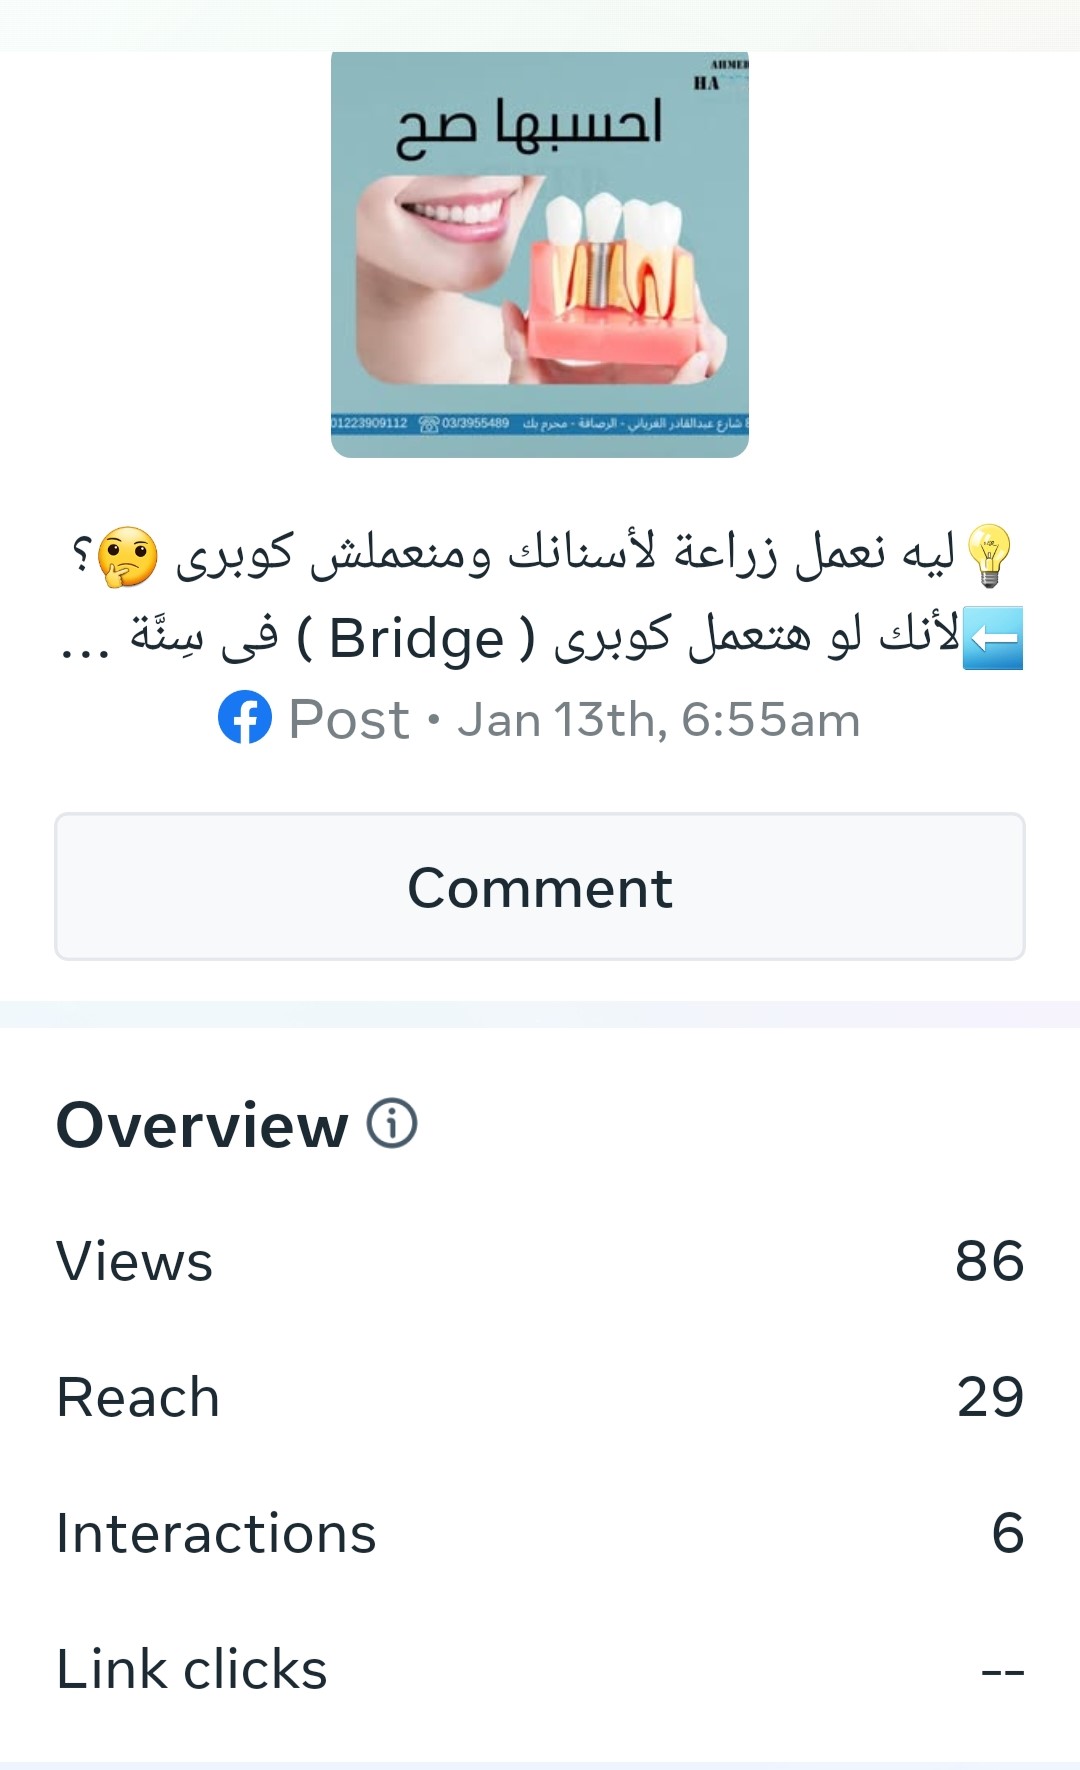 AHMED
HA
احسبها صح
شارع عبدالقادر الغرياني - الرصافة - محرم بك 03/3955489 01223909112
💡ليه نعمل زراعة لأسنانك ومنعملش كوبرى 🤔؟
⬅️لأنك لو هتعمل كوبرى ( Bridge ) فى سِنَّة ...
Post • Jan 13th, 6:55am
Comment
Overview
Views 86
Reach 29
Interactions 6
Link clicks --